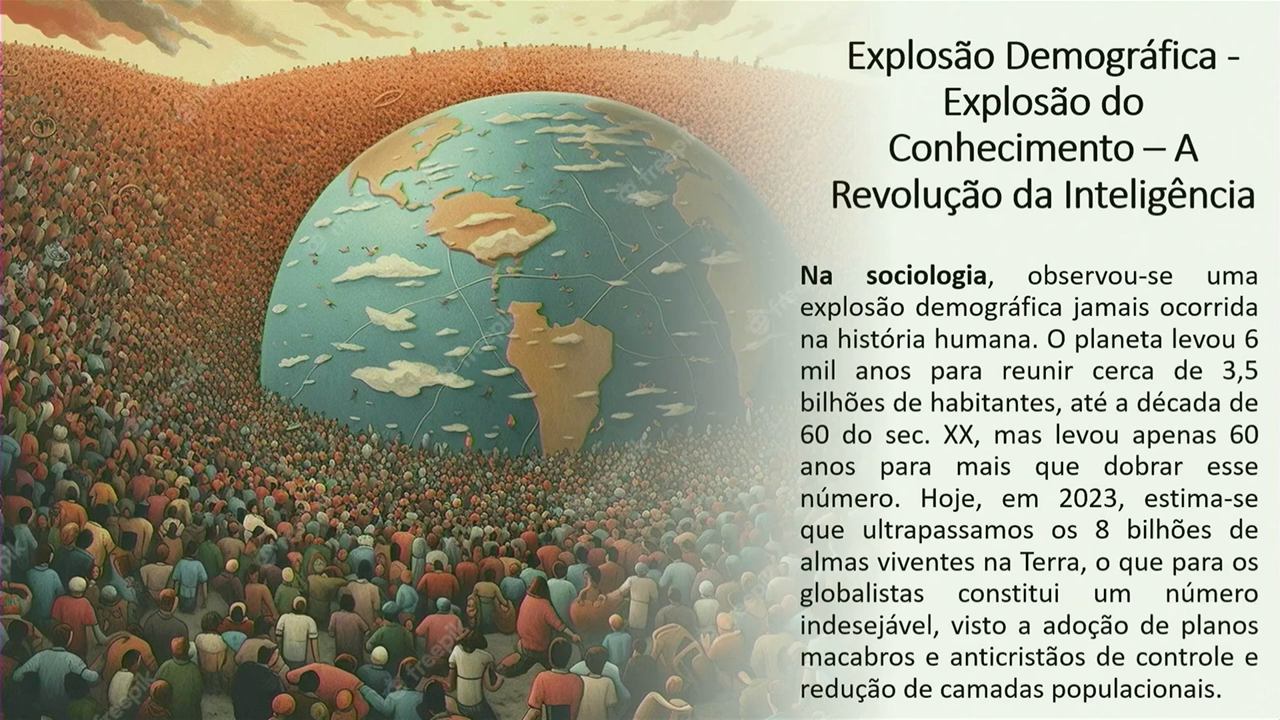 Explosão Demográfica -
Explosão do
Conhecimento – A
Revolução da Inteligência
Na sociologia, observou-se uma
explosão demográfica jamais ocorrida
na história humana. O planeta levou 6
mil anos para reunir cerca de 3,5
bilhões de habitantes, até a década de
60 do sec. XX, mas levou apenas 60
anos para mais que dobrar esse
número. Hoje, em 2023, estima-se
que ultrapassamos os 8 bilhões de
almas viventes na Terra, o que para os
globalistas constitui um número
indesejável, visto a adoção de planos
macabros e anticristãos de controle e
redução de camadas populacionais.
freepik
freepik